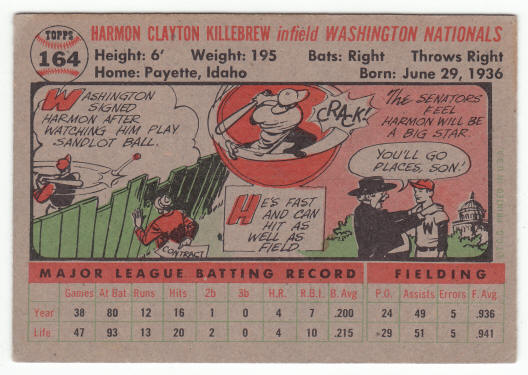 TOPPS
164
HARMON CLAYTON KILLEBREW infield WASHINGTON NATIONALS
Height: 6' Weight: 195 Bats: Right Throws Right
Home: Payette, Idaho Born: June 29, 1936
WASHINGTON
SIGNED
HARMON AFTER
WATCHING HIM PLAY
SANDLOT BALL.
CONTRACT
CRACK!
HE'S FAST
AND CAN
HIT AS
WELL AS
FIELD.
THE SENATORS
FEEL
HARMON WILL BE
A BIG STAR.
YOU'LL GO
PLACES, SON!
W
T.C.G. PRINTED IN U.S.A.
MAJOR LEAGUE BATTING RECORD FIELDING
Games At Bat Runs Hits 2b 3b H.R. R.B.I. B. Avg P.O. Assists Errors F. Avg
Year 38 80 12 16 1 0 4 7 .200 24 49 5 .936
Life 47 93 13 20 2 0 4 10 .215 *29 51 5 .941